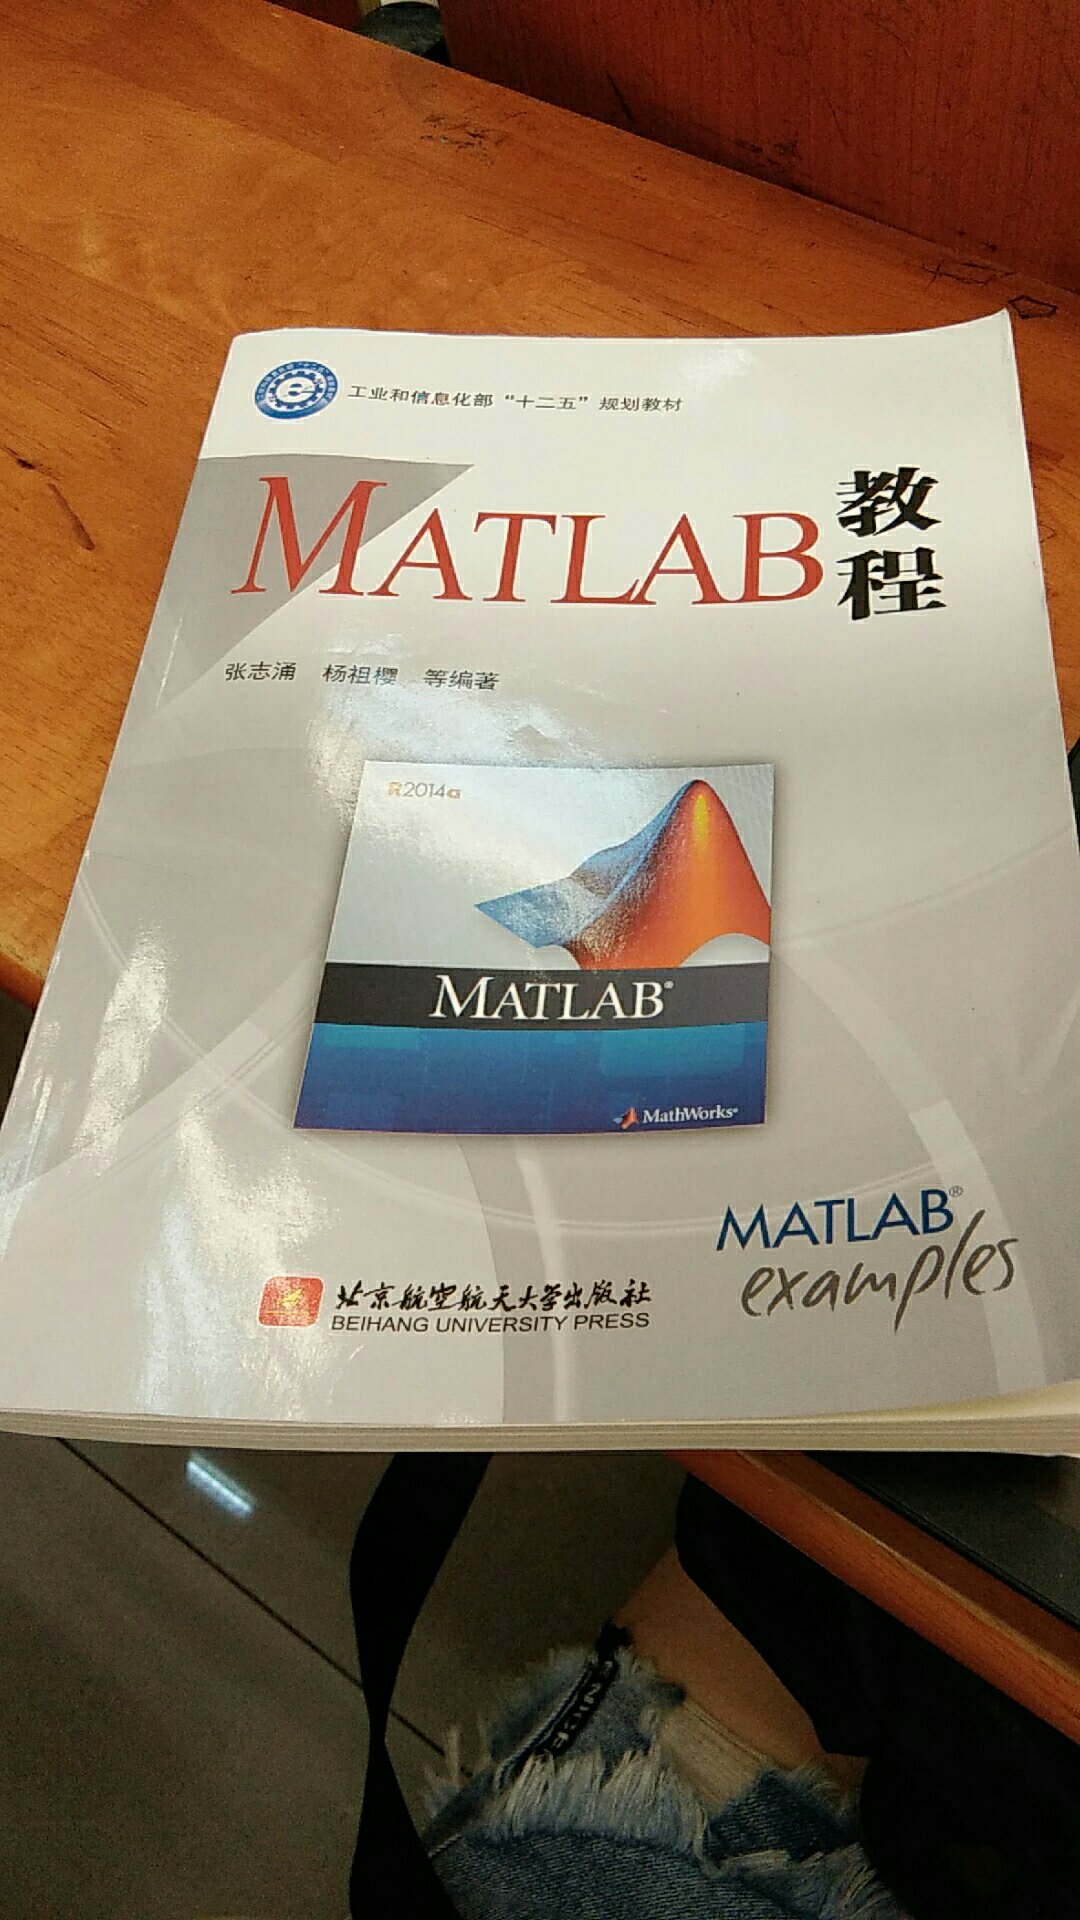 工业和信息化部“十二五”规划教材
MATLAB教程
张志涌 杨祖樱 等编著
R2014a
MATLAB®
MathWorks®
MATLAB®
examples
北京航空航天大学出版社
BEIHANG UNIVERSITY PRESS